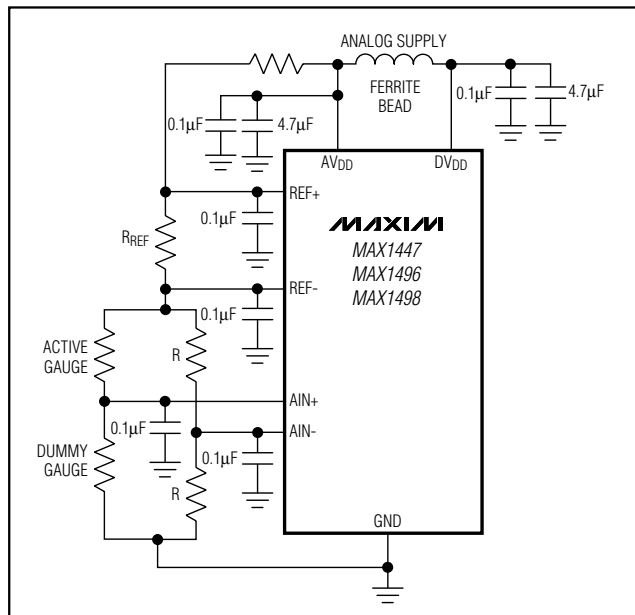 ANALOG SUPPLY
FERRITE
BEAD
0.1µF
4.7µF
0.1µF
4.7µF
AVDD
DVDD
REF+
0.1µF
MAXIM
MAX1447
MAX1496
MAX1498
RREF
REF-
0.1µF
ACTIVE
GAUGE
R
AIN+
0.1µF
AIN-
DUMMY
GAUGE
0.1µF
R
GND